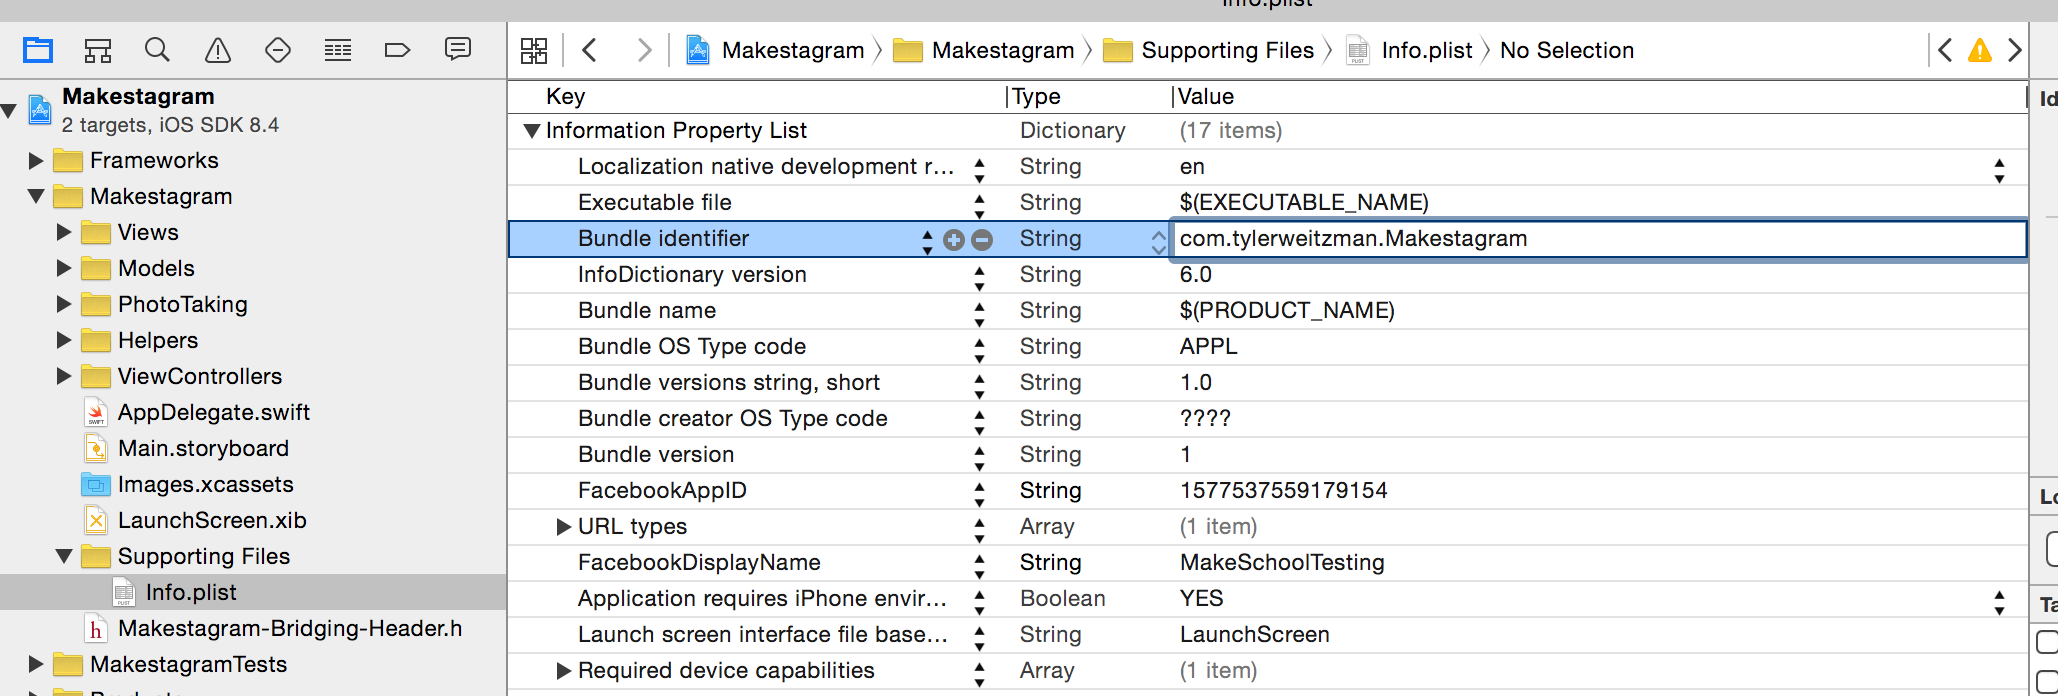 Info.plist
Makestagram
2 targets, iOS SDK 8.4
Frameworks
Makestagram
Views
Models
PhotoTaking
Helpers
ViewControllers
AppDelegate.swift
Main.storyboard
Images.xcassets
LaunchScreen.xib
Supporting Files
Info.plist
Makestagram-Bridging-Header.h
MakestagramTests
Makestagram Makestagram Supporting Files Info.plist No Selection
Key Type Value
Information Property List Dictionary (17 items)
Localization native development r... String en
Executable file String $(EXECUTABLE_NAME)
Bundle identifier String com.tylerweitzman.Makestagram
InfoDictionary version String 6.0
Bundle name String $(PRODUCT_NAME)
Bundle OS Type code String APPL
Bundle versions string, short String 1.0
Bundle creator OS Type code String ????
Bundle version String 1
FacebookAppID String 1577537559179154
URL types Array (1 item)
FacebookDisplayName String MakeSchoolTesting
Application requires iPhone envir... Boolean YES
Launch screen interface file base... String LaunchScreen
Required device capabilities Array (1 item)